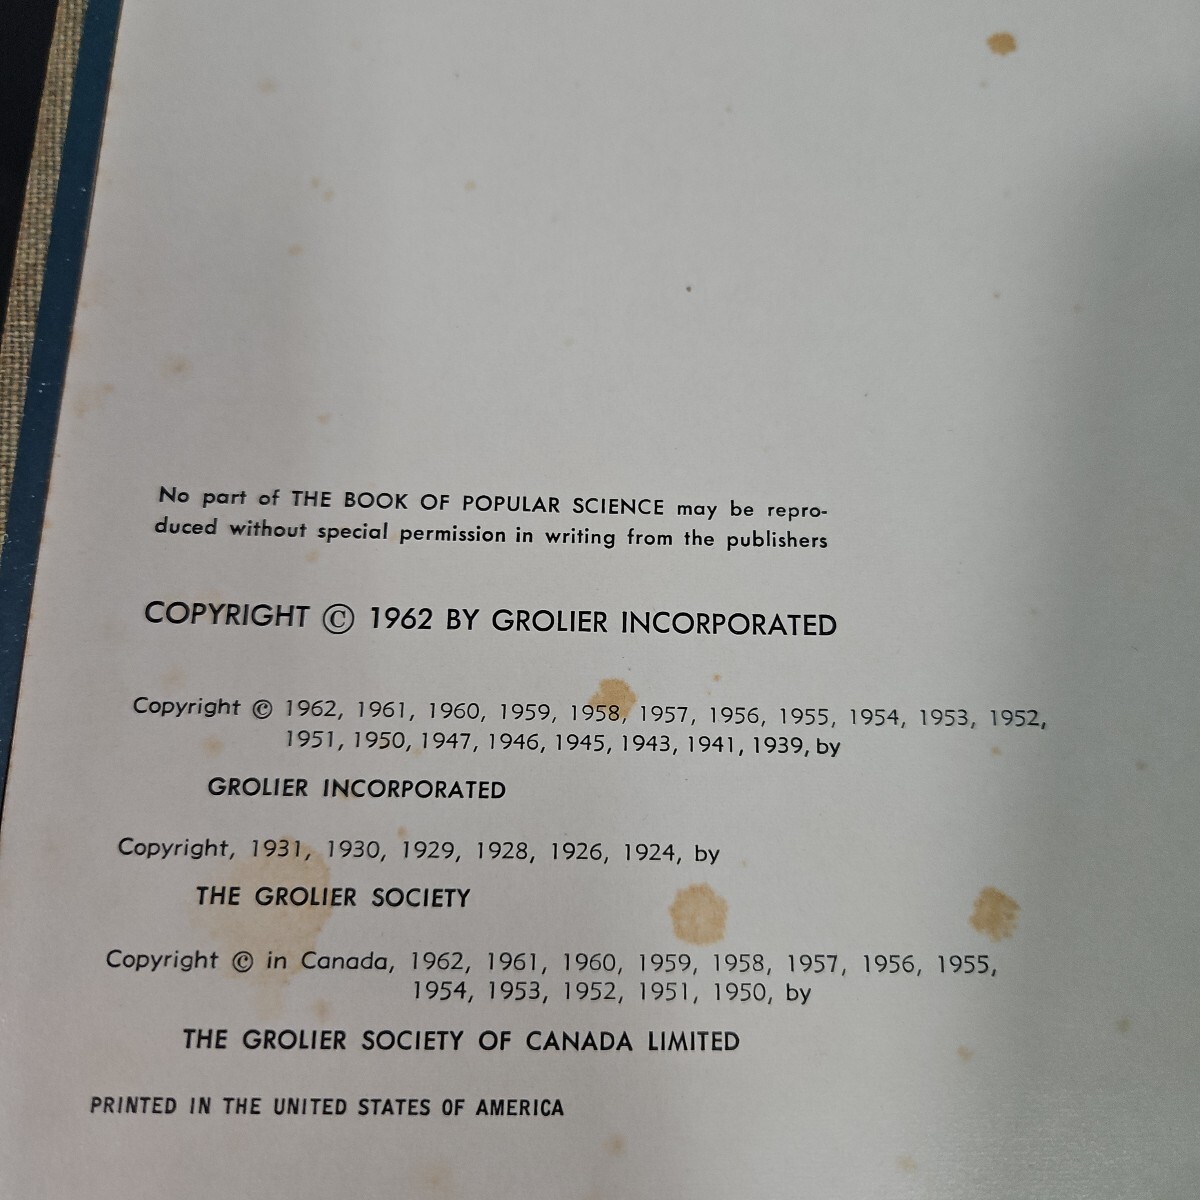 No part of THE BOOK OF POPULAR SCIENCE may be repro-
duced without special permission in writing from the publishers
COPYRIGHT © 1962 BY GROLIER INCORPORATED
Copyright © 1962, 1961, 1960, 1959, 1958, 1957, 1956, 1955, 1954, 1953, 1952,
1951, 1950, 1947, 1946, 1945, 1943, 1941, 1939, by
GROLIER INCORPORATED
Copyright, 1931, 1930, 1929, 1928, 1926, 1924, by
THE GROLIER SOCIETY
Copyright © in Canada, 1962, 1961, 1960, 1959, 1958, 1957, 1956, 1955,
1954, 1953, 1952, 1951, 1950, by
THE GROLIER SOCIETY OF CANADA LIMITED
PRINTED IN THE UNITED STATES OF AMERICA